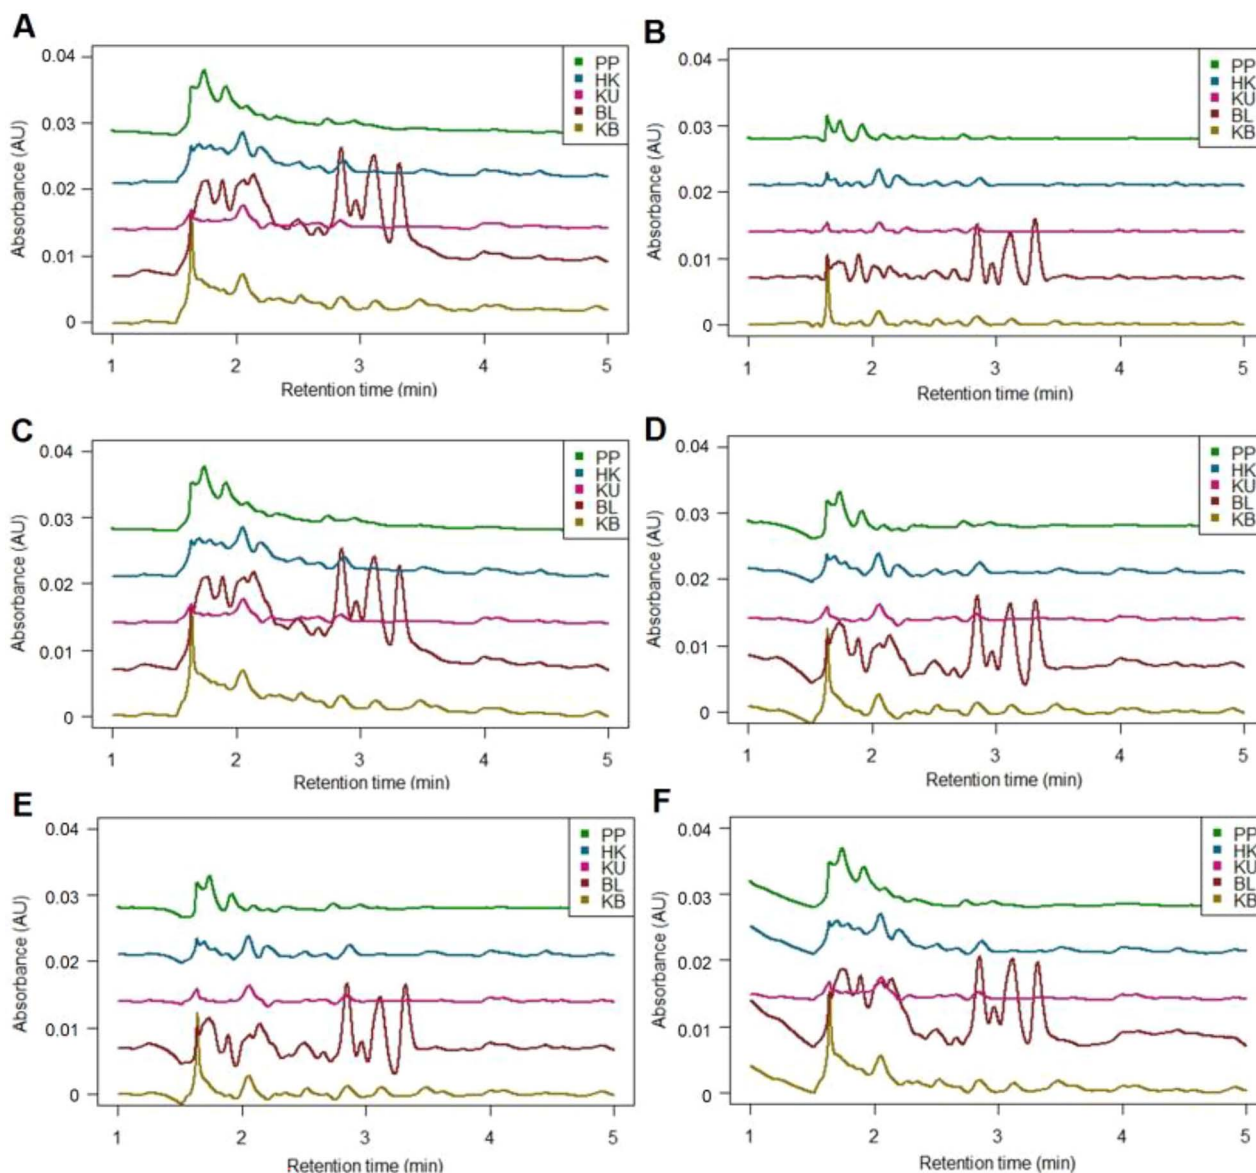 A
B
0.04
0.03
0.02
0.01
0
Absorbance (AU)
PP
HK
KU
BL
KB
1 2 3 4 5
Retention time (min)
0.04
0.03
0.02
0.01
0
Absorbance (AU)
PP
HK
KU
BL
KB
1 2 3 4 5
Retention time (min)
C
D
0.04
0.03
0.02
0.01
0
Absorbance (AU)
PP
HK
KU
BL
KB
1 2 3 4 5
Retention time (min)
0.04
0.03
0.02
0.01
0
Absorbance (AU)
PP
HK
KU
BL
KB
1 2 3 4 5
Retention time (min)
E
F
0.04
0.03
0.02
0.01
0
Absorbance (AU)
PP
HK
KU
BL
KB
1 2 3 4 5
Retention time (min)
0.04
0.03
0.02
0.01
0
Absorbance (AU)
PP
HK
KU
BL
KB
1 2 3 4 5
Retention time (min)